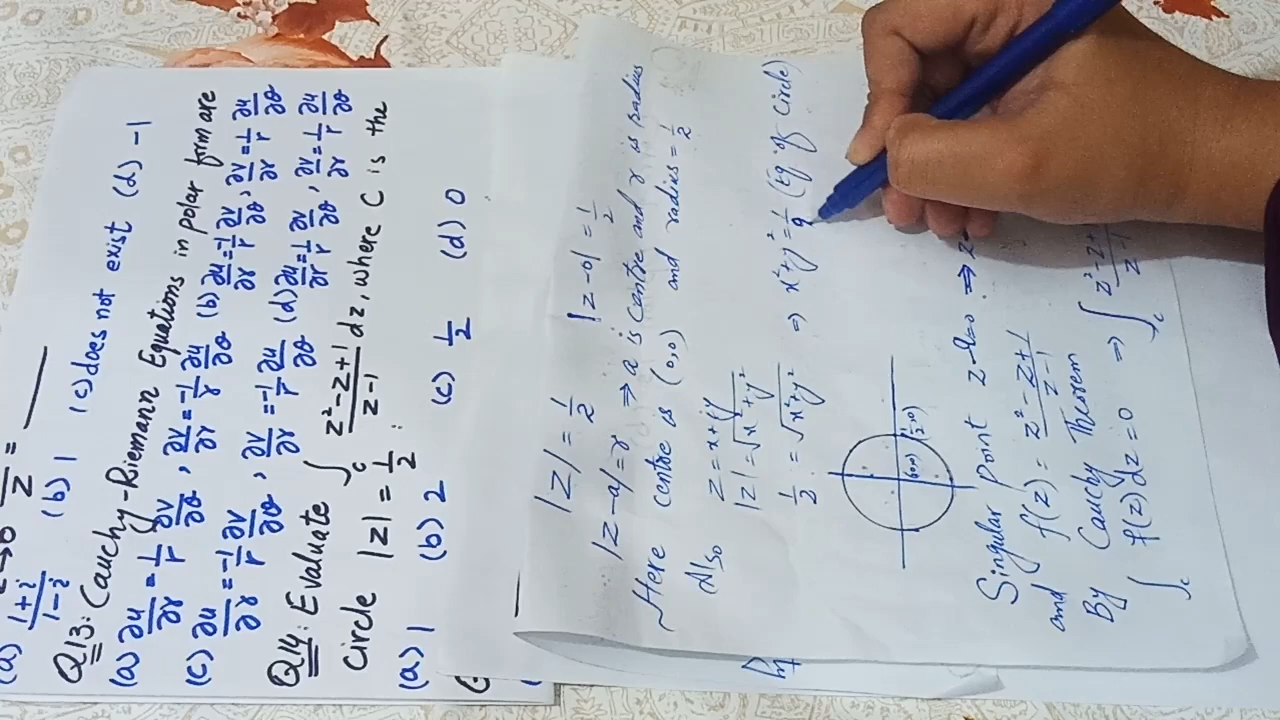 z→0 z̄ =
(a) 1+i/1-i (b) 1 (c) does not exist (d) -1
Q13: Cauchy-Riemann Equations in polar form are
(a) ∂u/∂r = 1/r ∂v/∂θ, ∂v/∂r = -1/r ∂u/∂θ (b) ∂u/∂r = -1/r ∂v/∂θ, ∂v/∂r = 1/r ∂u/∂θ
(c) ∂u/∂r = -1/r ∂v/∂θ, ∂v/∂r = -1/r ∂u/∂θ (d) ∂u/∂r = 1/r ∂v/∂θ, ∂v/∂r = 1/r ∂u/∂θ
Q14: Evaluate ∫c z²-z+1/z-1 dz, where C is the
circle |z| = 1/2:
(a) 1 (b) 2 (c) 1/2 (d) 0
|z| = 1/2 |z-0| = 1/2
|z-a| = r ⇒ a is centre and r is radius
Here centre is (0,0) and radius = 1/2
Also z = x+iy
|z| = √x²+y²
1/2 = √x²+y² ⇒ x²+y² = 1/9 (Eq of circle)
(0,0) (1/2,0)
Singular point z-1=0 ⇒ z
and f(z) = z²-z+1/z-1
By Cauchy Theorem
∫c f(z) dz = 0 ⇒ ∫c z²-z+/z-1